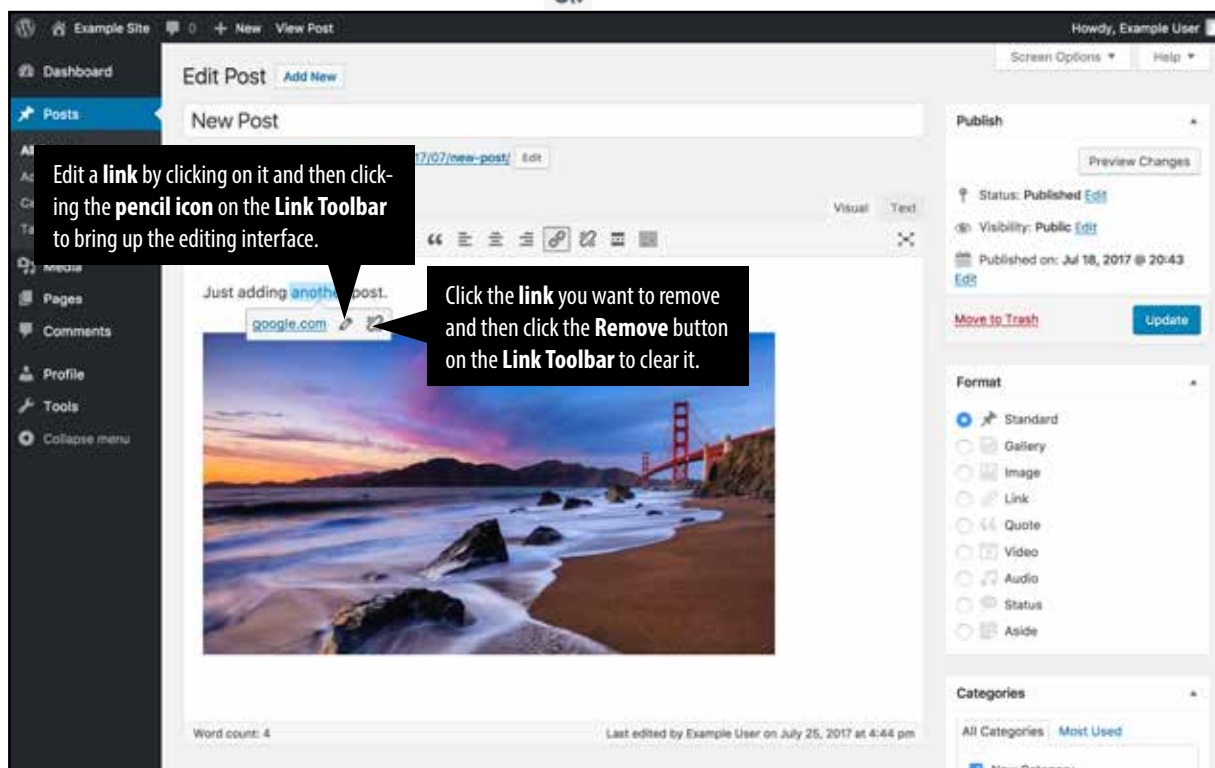 Example Site 0 + New View Post Howdy, Example User
Screen Options Help
Dashboard
Posts
Media
Pages
Comments
Profile
Tools
Collapse menu
Edit Post Add New
New Post
17/07/new-post/ Edit
Edit a link by clicking on it and then click-
ing the pencil icon on the Link Toolbar
to bring up the editing interface.
Visual Text
Just adding another post.
google.com
Click the link you want to remove
and then click the Remove button
on the Link Toolbar to clear it.
Word count: 4 Last edited by Example User on July 25, 2017 at 4:44 pm
Publish
Preview Changes
Status: Published Edit
Visibility: Public Edit
Published on: Jul 18, 2017 @ 20:43
Edit
Move to Trash Update
Format
Standard
Gallery
Image
Link
Quote
Video
Audio
Status
Aside
Categories
All Categories Most Used
New Category